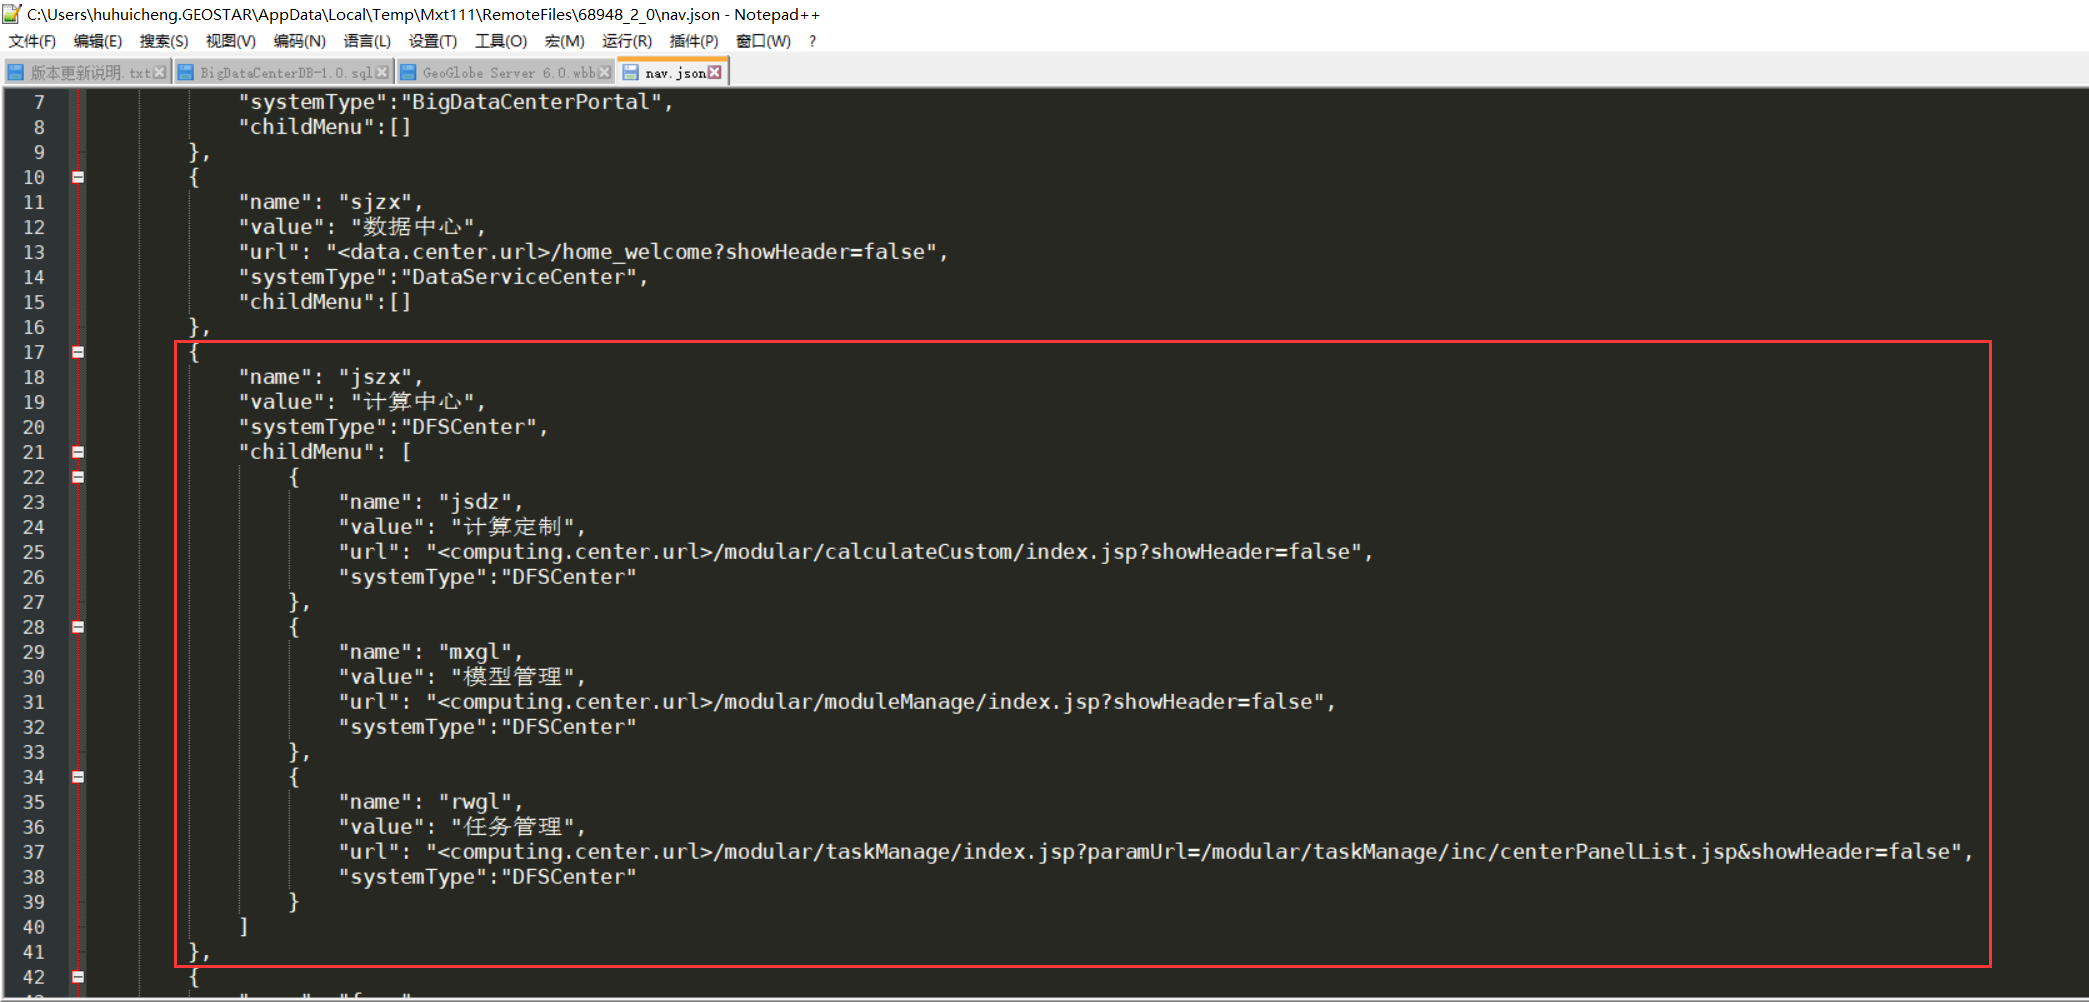 C:\Users\huhuicheng.GEOSTAR\AppData\Local\Temp\Mxt111\RemoteFiles\68948_2_0\nav.json - Notepad++
文件(F) 编辑(E) 搜索(S) 视图(V) 编码(N) 语言(L) 设置(T) 工具(O) 宏(M) 运行(R) 插件(P) 窗口(W) ?
版本更新说明.txt BigDataCenterDB-1.0.sql GeoGlobe Server 6.0.wbb nav.json
7 "systemType":"BigDataCenterPortal",
8 "childMenu":[]
9 },
10 {
11 "name": "sjzx",
12 "value": "数据中心",
13 "url": "<data.center.url>/home_welcome?showHeader=false",
14 "systemType":"DataServiceCenter",
15 "childMenu":[]
16 },
17 {
18 "name": "jszx",
19 "value": "计算中心",
20 "systemType":"DFSCenter",
21 "childMenu": [
22 {
23 "name": "jsdz",
24 "value": "计算定制",
25 "url": "<computing.center.url>/modular/calculateCustom/index.jsp?showHeader=false",
26 "systemType":"DFSCenter"
27 },
28 {
29 "name": "mxgl",
30 "value": "模型管理",
31 "url": "<computing.center.url>/modular/moduleManage/index.jsp?showHeader=false",
32 "systemType":"DFSCenter"
33 },
34 {
35 "name": "rwgl",
36 "value": "任务管理",
37 "url": "<computing.center.url>/modular/taskManage/index.jsp?paramUrl=/modular/taskManage/inc/centerPanelList.jsp&showHeader=false",
38 "systemType":"DFSCenter"
39 }
40 ]
41 },
42 {